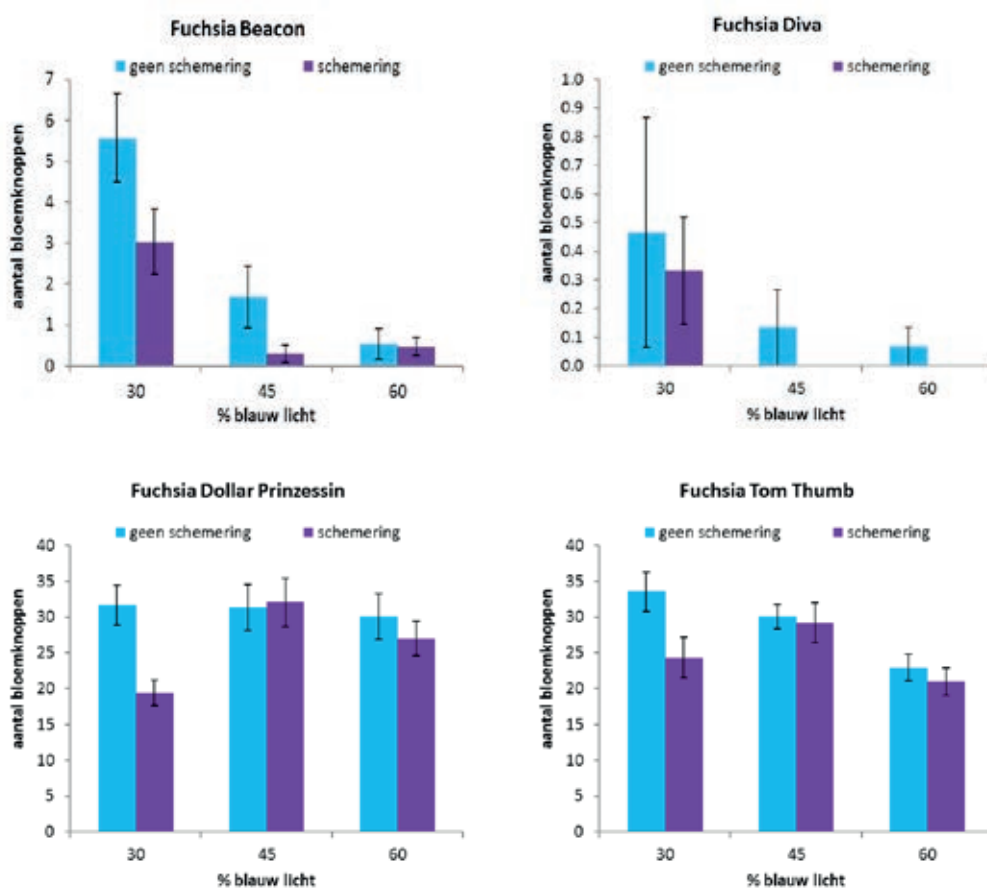 Fuchsia Beacon
geen schemering schemering
aantal bloemknoppen
7
6
5
4
3
2
1
0
30 45 60
% blauw licht
Fuchsia Diva
geen schemering schemering
aantal bloemknoppen
1.0
0.9
0.8
0.7
0.6
0.5
0.4
0.3
0.2
0.1
0.0
30 45 60
% blauw licht
Fuchsia Dollar Prinzessin
geen schemering schemering
aantal bloemknoppen
40
35
30
25
20
15
10
5
0
30 45 60
% blauw licht
Fuchsia Tom Thumb
geen schemering schemering
aantal bloemknoppen
40
35
30
25
20
15
10
5
0
30 45 60
% blauw licht